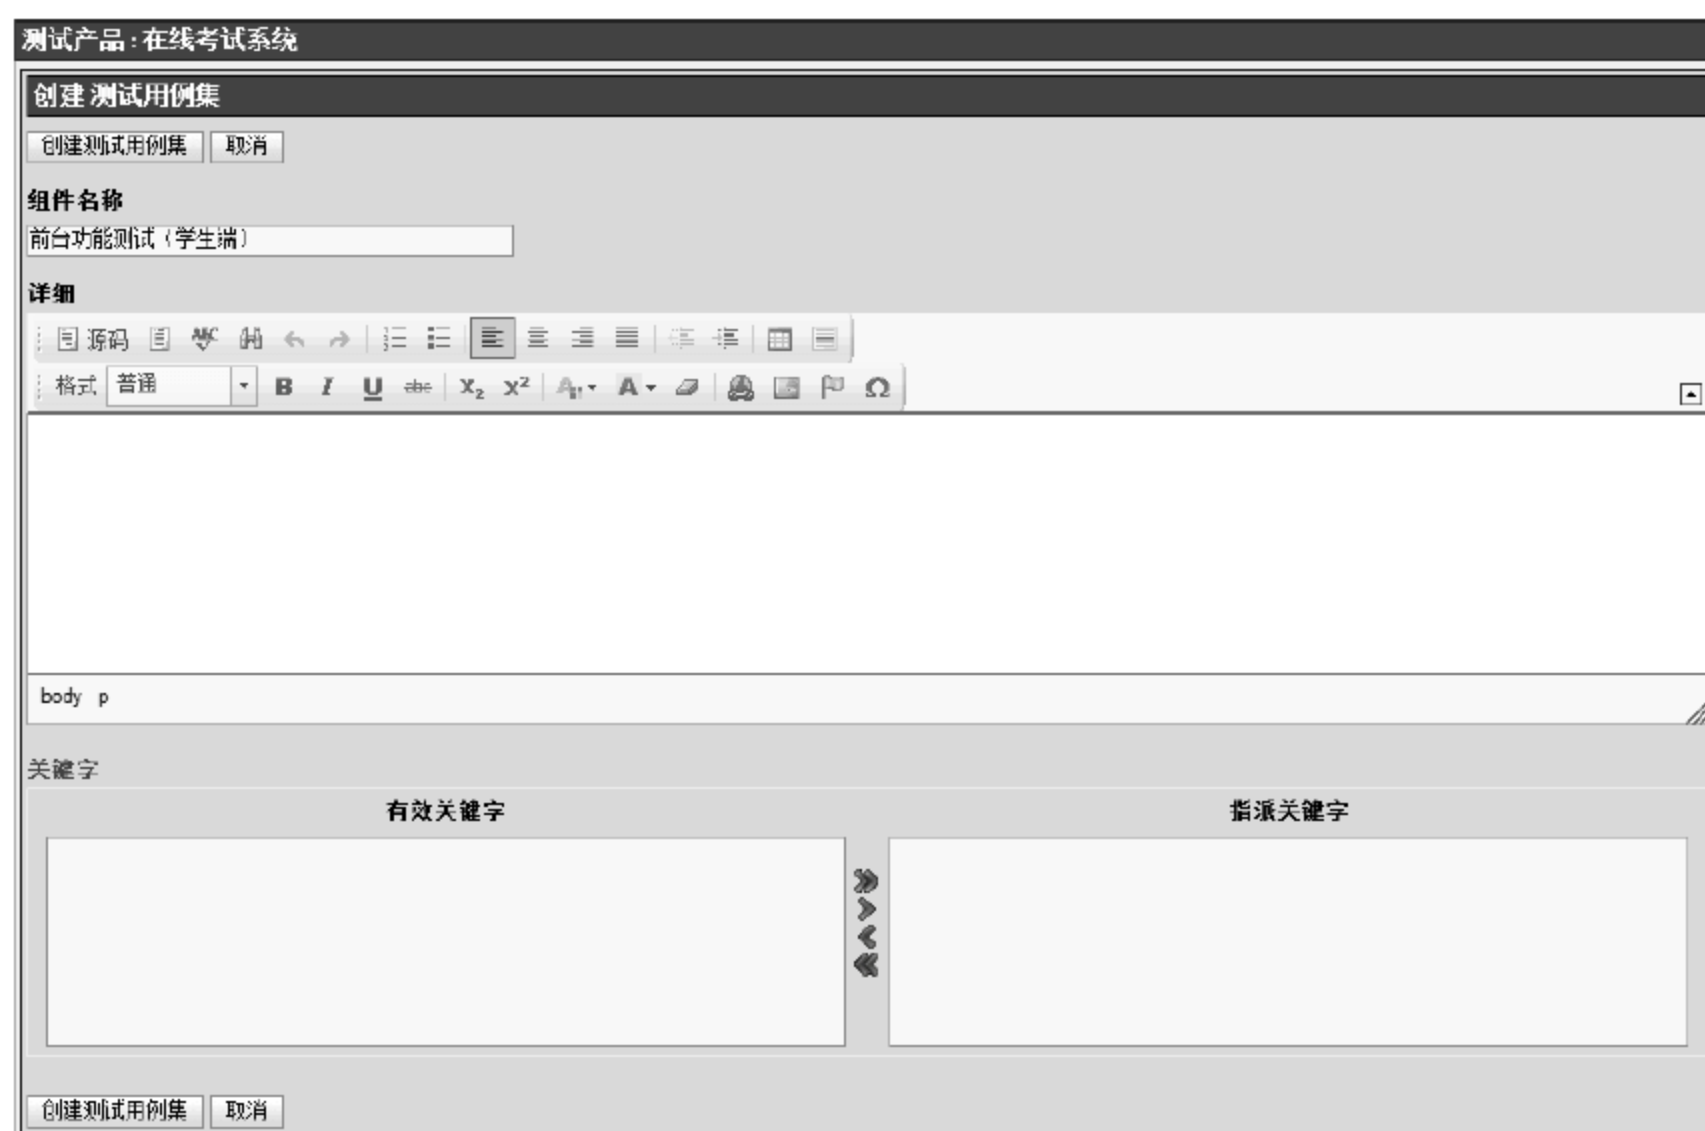 测试产品:在线考试系统
创建 测试用例集
创建测试用例集 取消
组件名称
前台功能测试(学生端)
详细
源码 ABC
格式 普通 B I U abc X₂ X² A A Ω
body p
关键字
有效关键字 指派关键字
创建测试用例集 取消